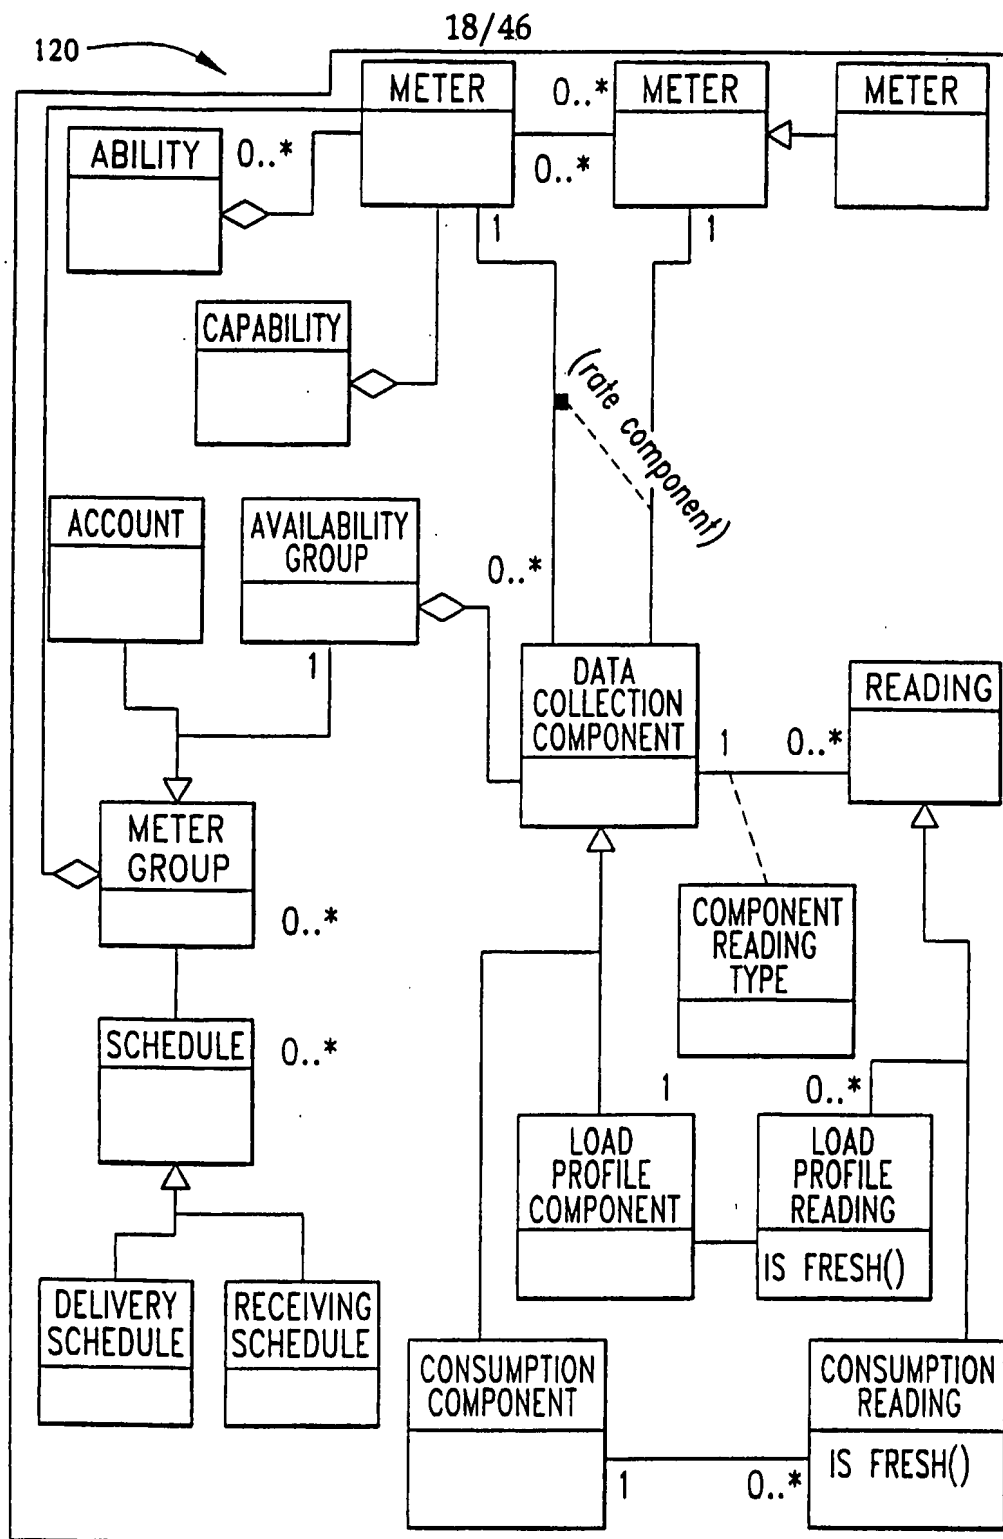 18/46
120
METER
0..*
METER
METER
ABILITY
0..*
0..*
1
1
CAPABILITY
(rate component)
ACCOUNT
AVAILABILITY
GROUP
0..*
1
DATA
COLLECTION
COMPONENT
READING
1
0..*
METER
GROUP
0..*
COMPONENT
READING
TYPE
SCHEDULE
0..*
1
0..*
LOAD
PROFILE
COMPONENT
LOAD
PROFILE
READING
IS FRESH()
DELIVERY
SCHEDULE
RECEIVING
SCHEDULE
CONSUMPTION
COMPONENT
CONSUMPTION
READING
IS FRESH()
1
0..*